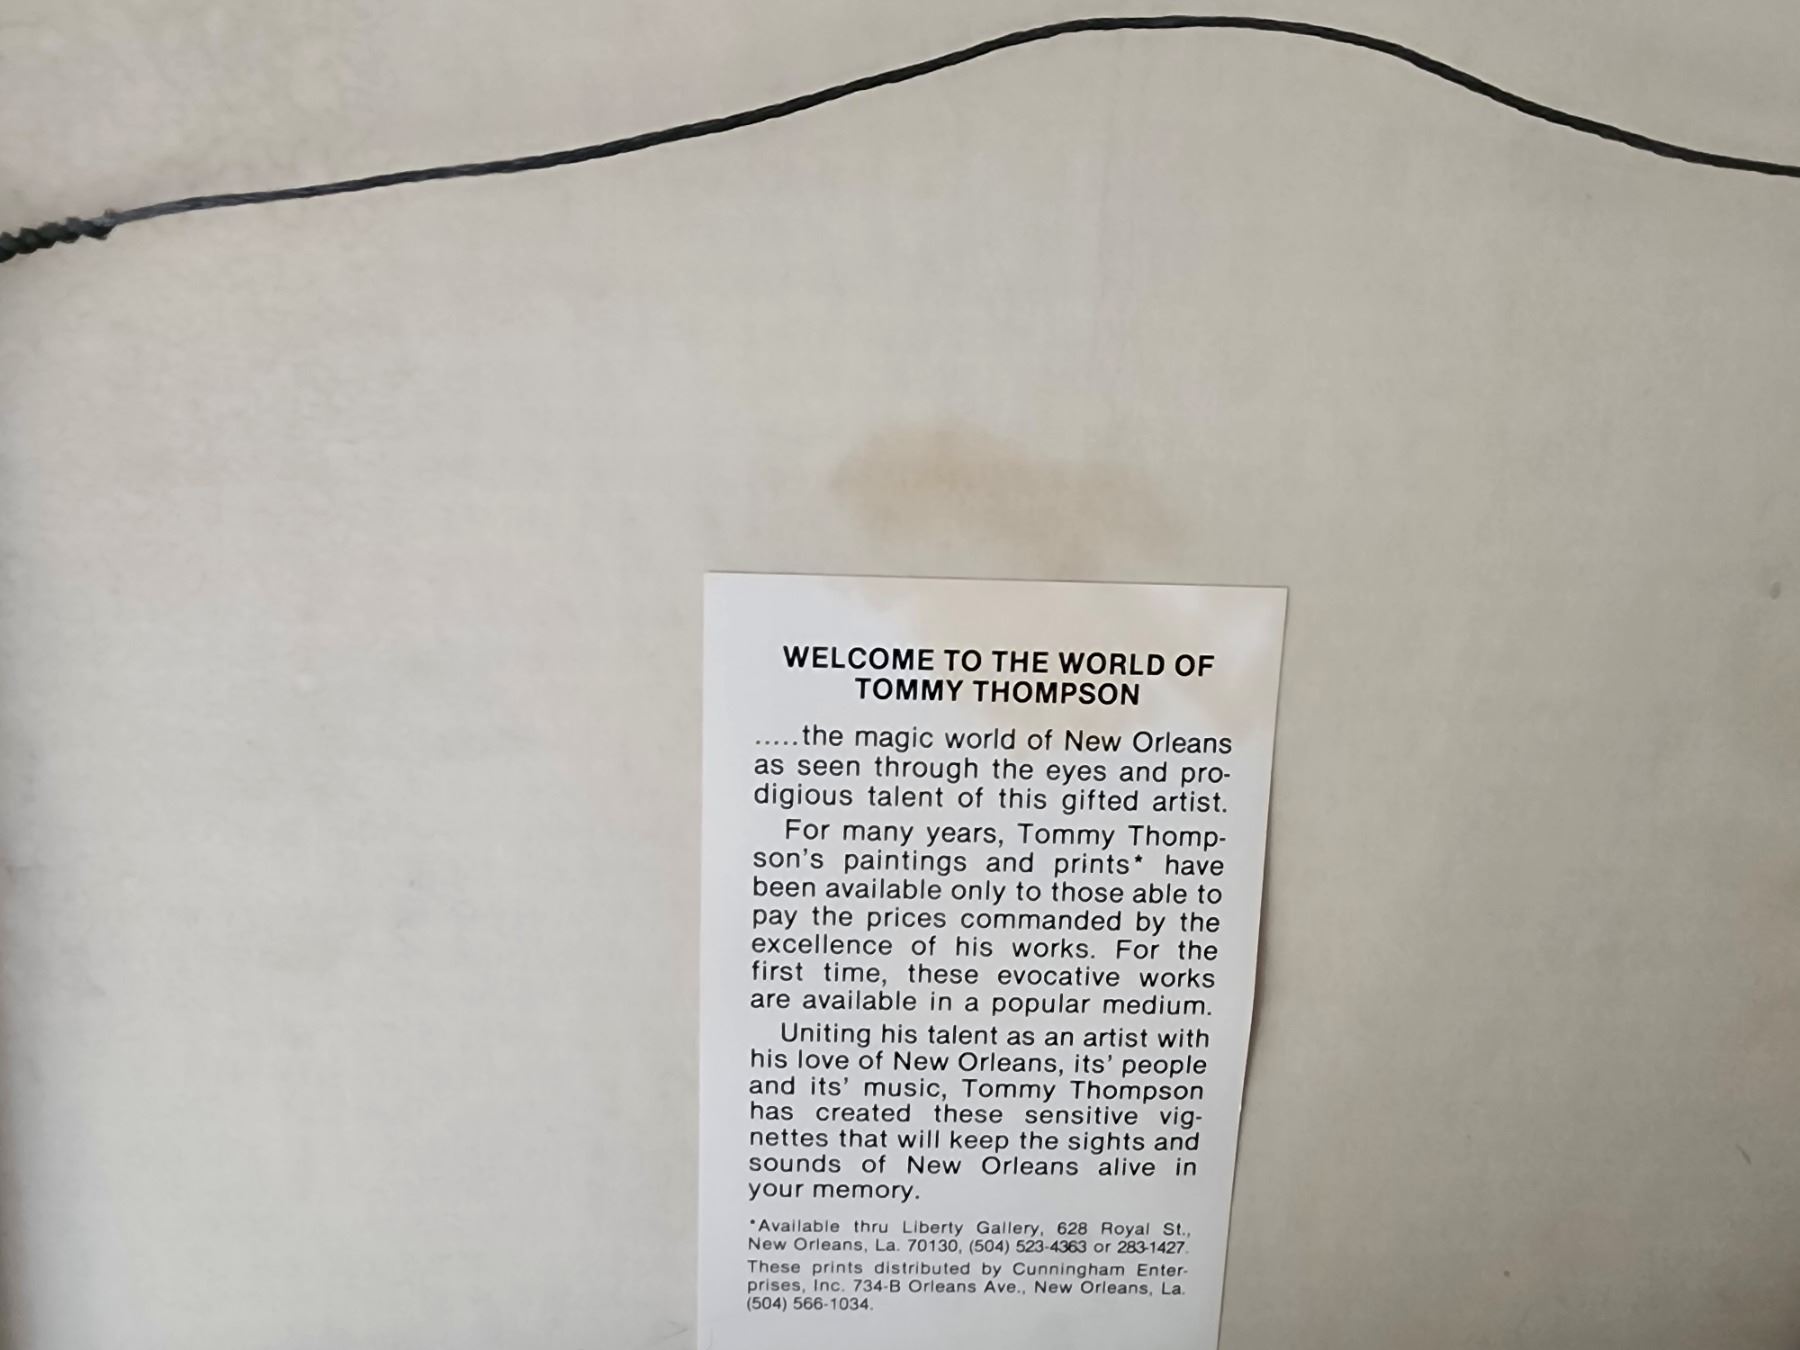 WELCOME TO THE WORLD OF
TOMMY THOMPSON
.....the magic world of New Orleans
as seen through the eyes and pro-
digious talent of this gifted artist.
For many years, Tommy Thomp-
son's paintings and prints* have
been available only to those able to
pay the prices commanded by the
excellence of his works. For the
first time, these evocative works
are available in a popular medium.
Uniting his talent as an artist with
his love of New Orleans, its' people
and its' music, Tommy Thompson
has created these sensitive vig-
nettes that will keep the sights and
sounds of New Orleans alive in
your memory.
*Available thru Liberty Gallery, 628 Royal St.,
New Orleans, La. 70130, (504) 523-4363 or 283-1427.
These prints distributed by Cunningham Enter-
prises, Inc. 734-B Orleans Ave., New Orleans, La.
(504) 566-1034.